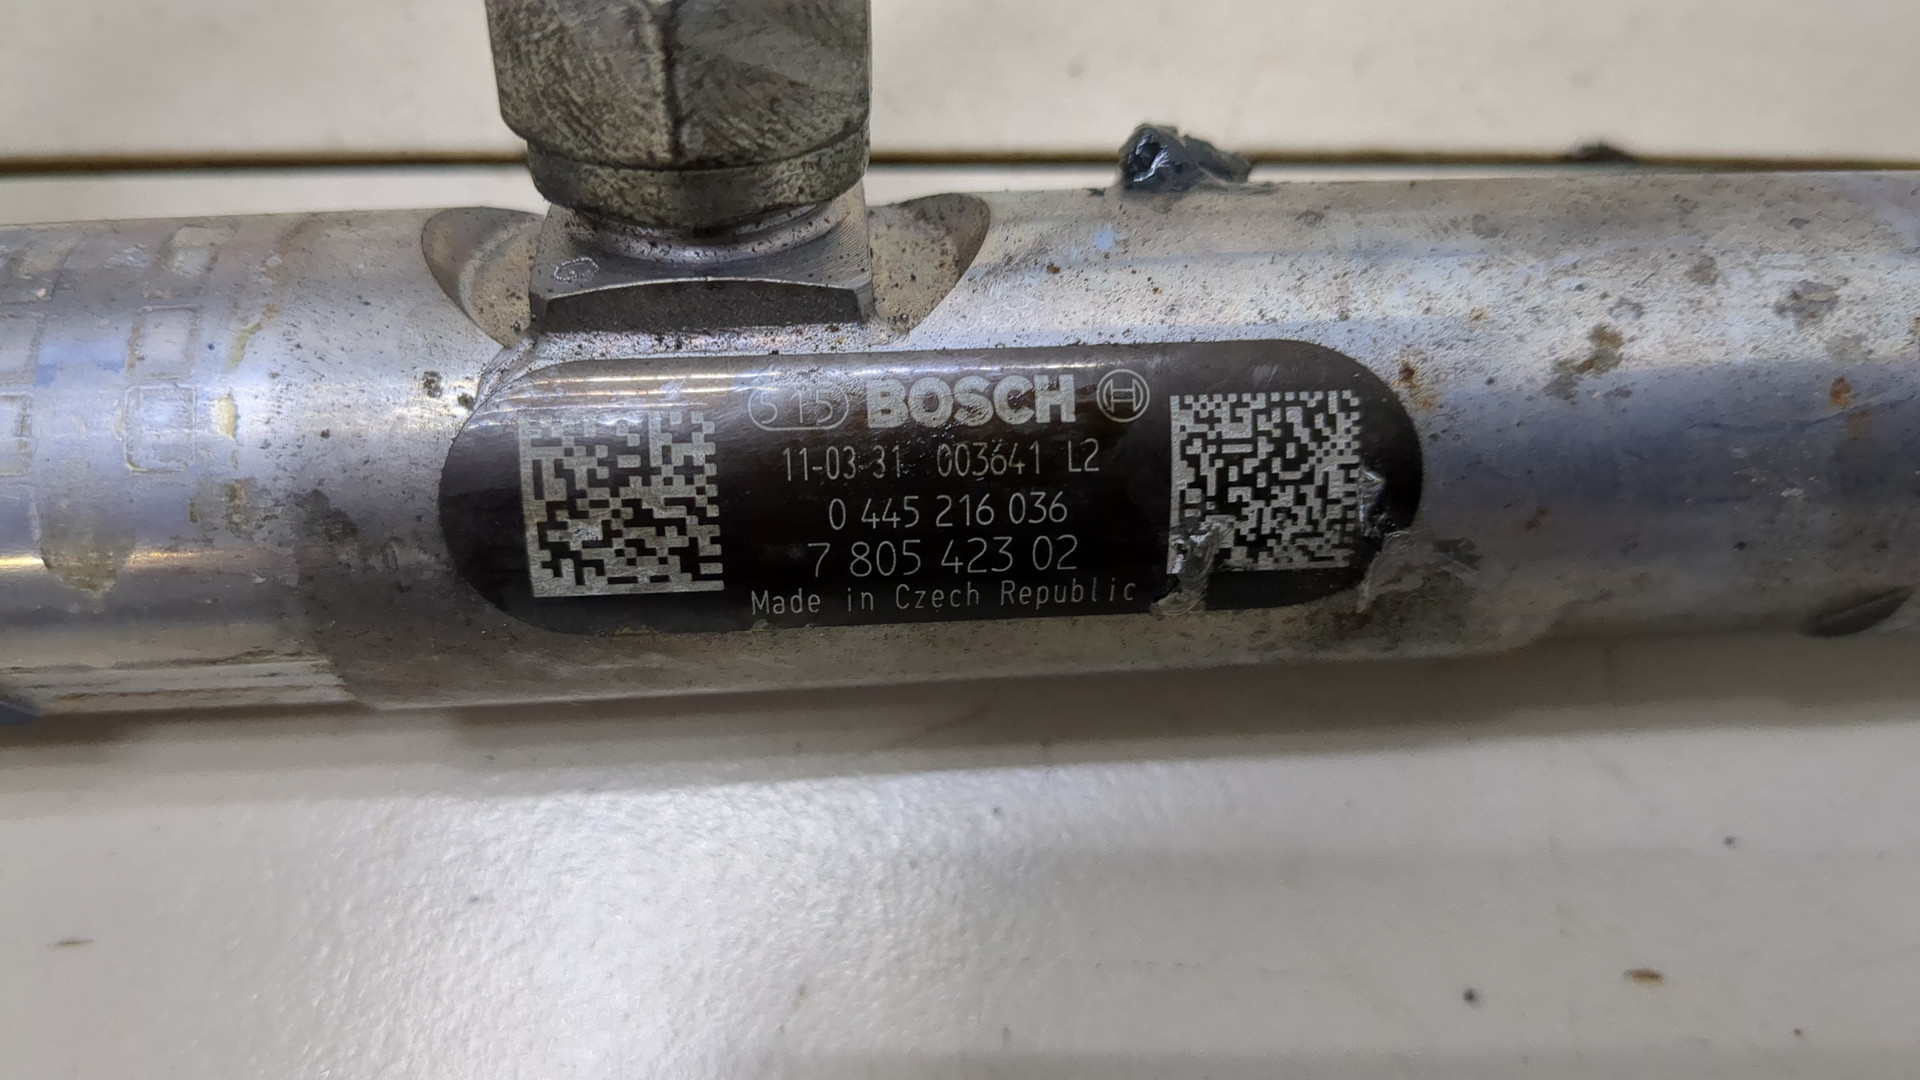 515 BOSCH
11-03-31 003641 L2
0 445 216 036
7 805 423 02
Made in Czech Republic